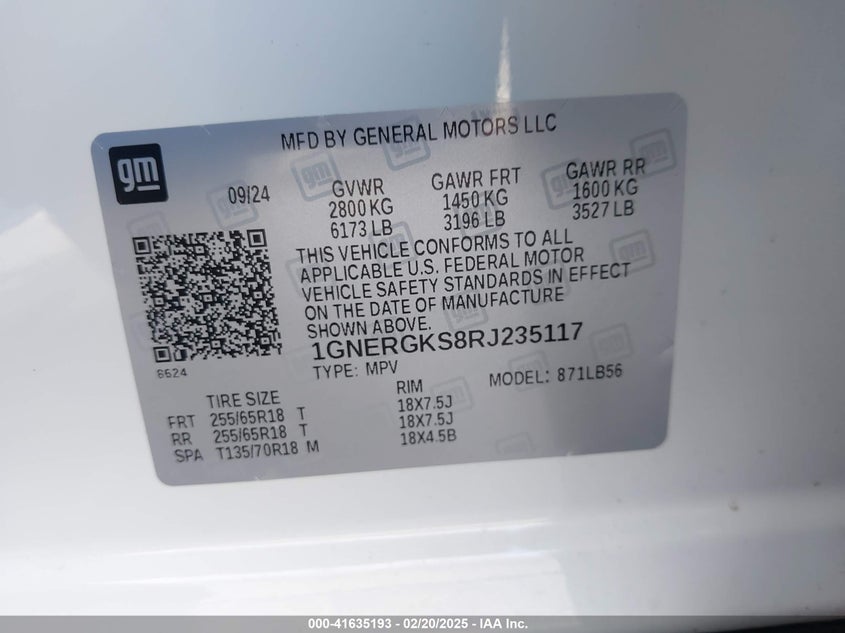 MFD BY GENERAL MOTORS LLC
gm
09/24
GVWR
2800 KG
6173 LB
GAWR FRT
1450 KG
3196 LB
GAWR RR
1600 KG
3527 LB
THIS VEHICLE CONFORMS TO ALL
APPLICABLE U.S. FEDERAL MOTOR
VEHICLE SAFETY STANDARDS IN EFFECT
ON THE DATE OF MANUFACTURE
SHOWN ABOVE.
1GNERGKS8RJ235117
6624
TYPE: MPV
MODEL: 871LB56
TIRE SIZE
RIM
FRT 255/65R18 T 18X7.5J
RR 255/65R18 T 18X7.5J
SPA T135/70R18 M 18X4.5B
000-41635193 - 02/20/2025 - IAA Inc.